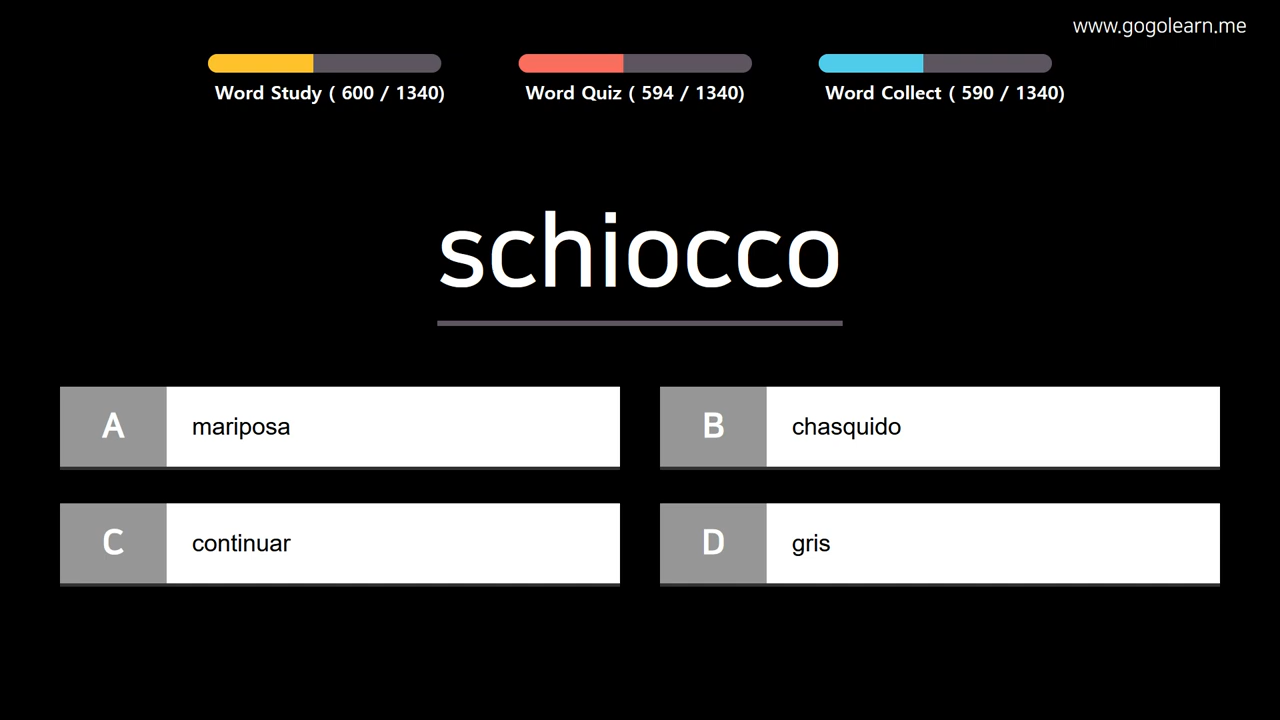 www.gogolearn.me
Word Study ( 600 / 1340)
Word Quiz ( 594 / 1340)
Word Collect ( 590 / 1340)
schiocco
A mariposa
B chasquido
C continuar
D gris